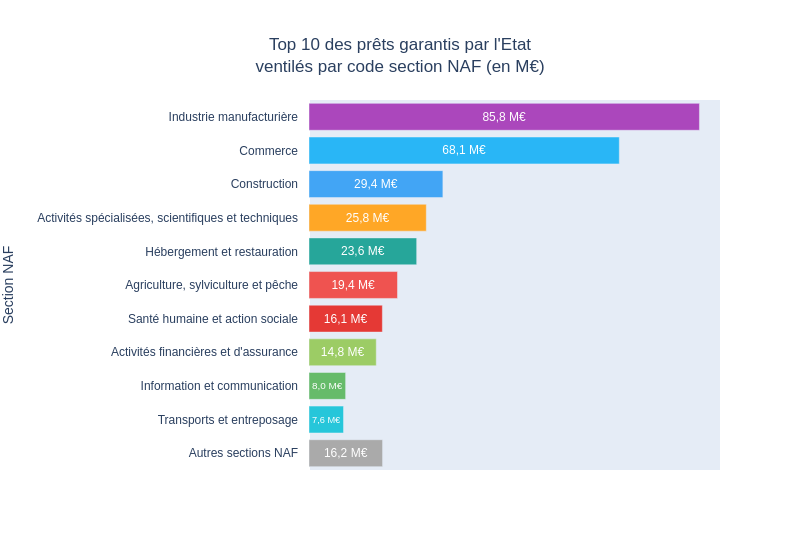 Top 10 des prêts garantis par l'Etat
ventilés par code section NAF (en M€)
Section NAF
Industrie manufacturière 85,8 M€
Commerce 68,1 M€
Construction 29,4 M€
Activités spécialisées, scientifiques et techniques 25,8 M€
Hébergement et restauration 23,6 M€
Agriculture, sylviculture et pêche 19,4 M€
Santé humaine et action sociale 16,1 M€
Activités financières et d'assurance 14,8 M€
Information et communication 8,0 M€
Transports et entreposage 7,6 M€
Autres sections NAF 16,2 M€